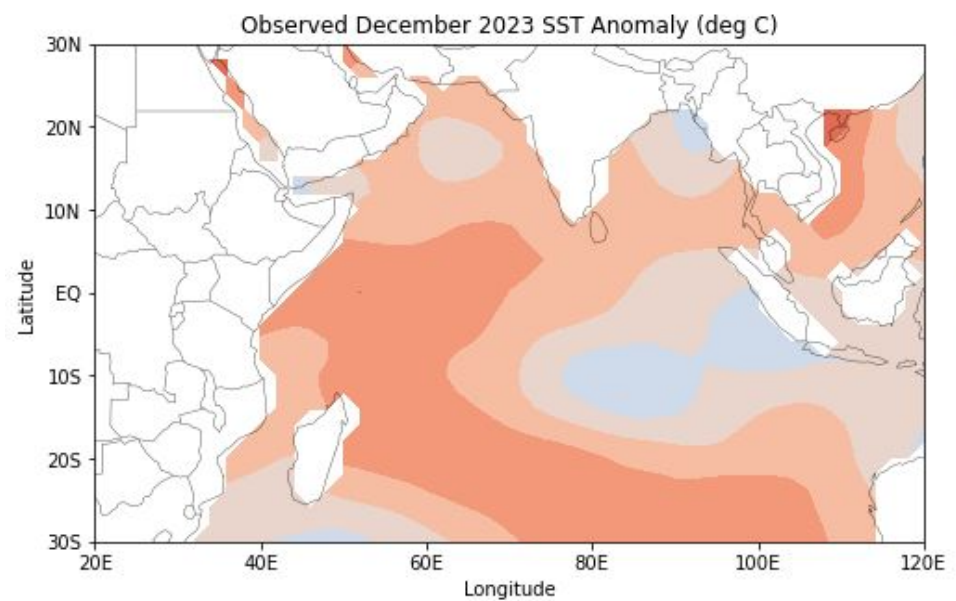 Observed December 2023 SST Anomaly (deg C)
30N
20N
10N
EQ
10S
20S
30S
Latitude
20E 40E 60E 80E 100E 120E
Longitude